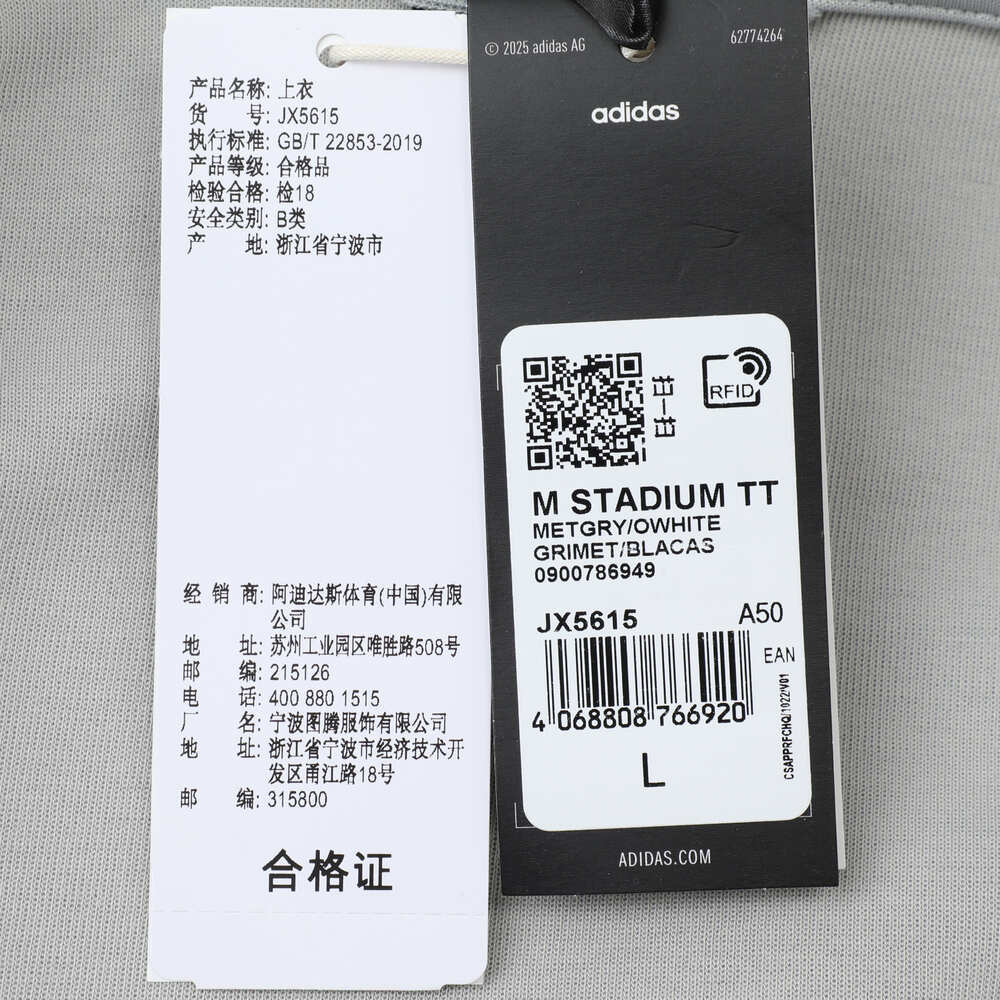 产品名称: 上衣
货 号: JX5615
执行标准: GB/T 22853-2019
产品等级: 合格品
检验合格: 检18
安全类别: B类
产 地: 浙江省宁波市
经 销 商: 阿迪达斯体育(中国)有限
公司
地 址: 苏州工业园区唯胜路508号
邮 编: 215126
电 话: 400 880 1515
厂 名: 宁波图腾服饰有限公司
地 址: 浙江省宁波市经济技术开
发区甬江路18号
邮 编: 315800
合格证
© 2025 adidas AG
62774264
adidas
扫一扫
RFID
M STADIUM TT
METGRY/OWHITE
GRIMET/BLACAS
0900786949
JX5615 A50
EAN
4 068808 766920
CSAPPRFCHQ/1022/V01
L
ADIDAS.COM